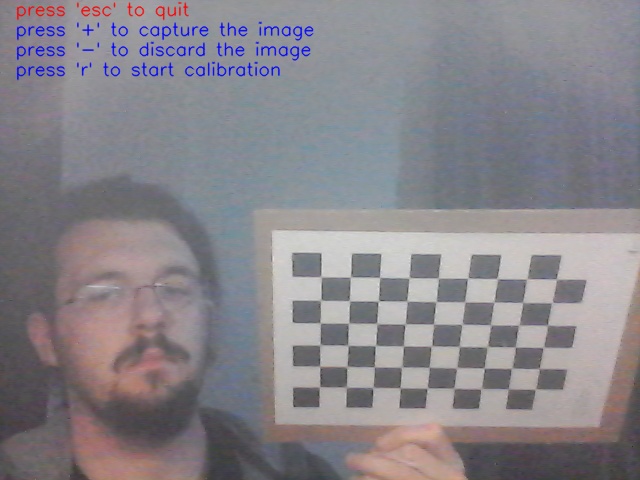 press 'esc' to quit
press '+' to capture the image
press '-' to discard the image
press 'r' to start calibration